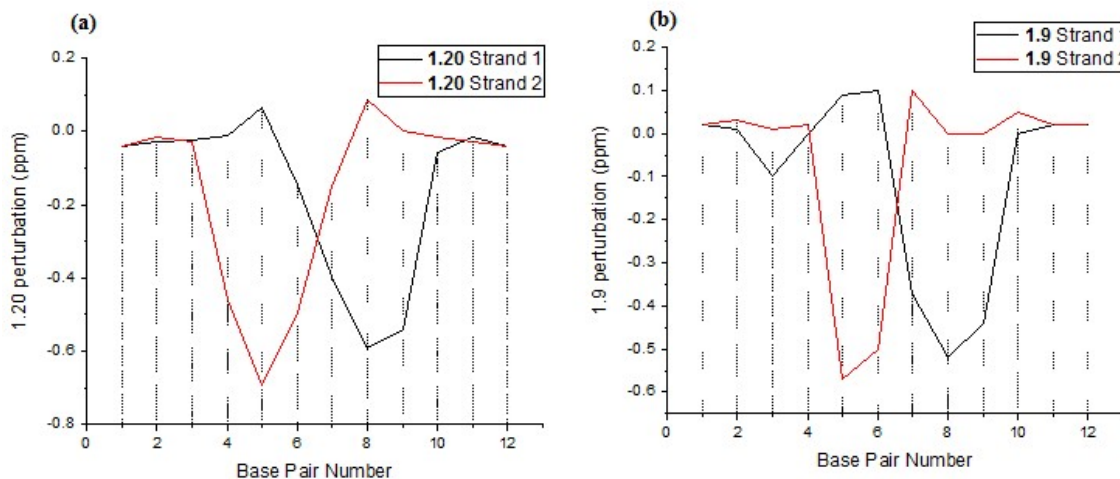 (a)
1.20 Strand 1
1.20 Strand 2
0.2
0.0
-0.2
-0.4
-0.6
-0.8
1.20 perturbation (ppm)
0
2
4
6
8
10
12
Base Pair Number
(b)
1.9 Strand
1.9 Strand
0.2
0.1
0.0
-0.1
-0.2
-0.3
-0.4
-0.5
-0.6
1.9 perturbation (ppm)
0
2
4
6
8
10
12
Base Pair Number